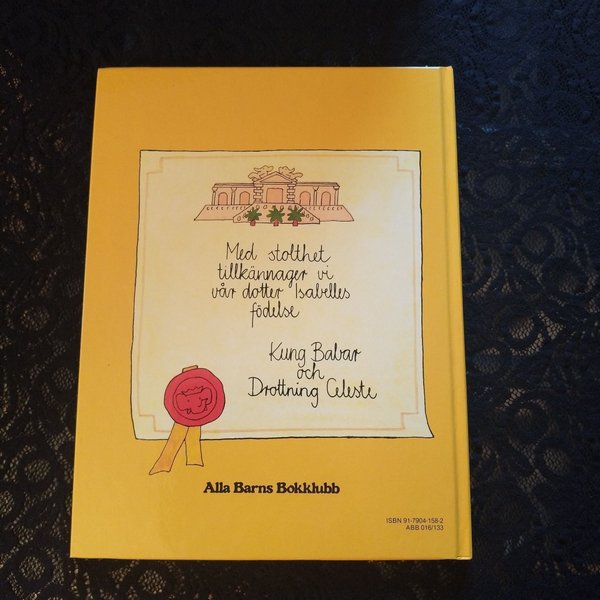 Med stolthet
tillkännager vi
vår dotter Isabelles
födelse
Kung Babar
och
Drottning Celeste
Alla Barns Bokklubb
ISBN 91-7904-158-2
ABB 016/133